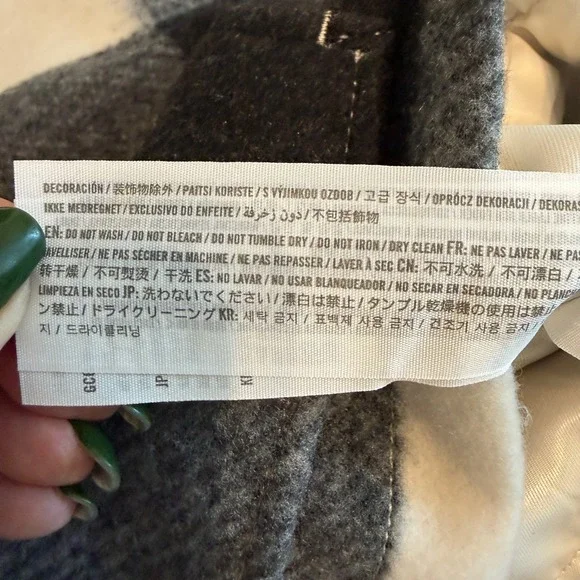 DECORACIÓN / 装饰物除外 / PAITSI KORISTE / S VÝJIMKOU OZDOB / 고급 장식 / OPRÓCZ DEKORACJI / DEKORAS
IKKE MEDREGNET / EXCLUSIVO DO ENFEITE / دون زخرفة / 不包括飾物
EN: DO NOT WASH / DO NOT BLEACH / DO NOT TUMBLE DRY / DO NOT IRON / DRY CLEAN FR: NE PAS LAVER / NE PA
JAVELLISER / NE PAS SÉCHER EN MACHINE / NE PAS REPASSER / LAVER À SEC CN: 不可水洗 / 不可漂白 /
转干燥 / 不可熨烫 / 干洗 ES: NO LAVAR / NO USAR BLANQUEADOR / NO SECAR EN SECADORA / NO PLANC
LIMPIEZA EN SECO JP: 洗わないでください / 漂白は禁止 / タンブル乾燥機の使用は禁止
ン禁止 / ドライクリーニング KR: 세탁 금지 / 표백제 사용 금지 / 건조기 사용 금지 /
지 / 드라이클리닝
GCC
JP
KR